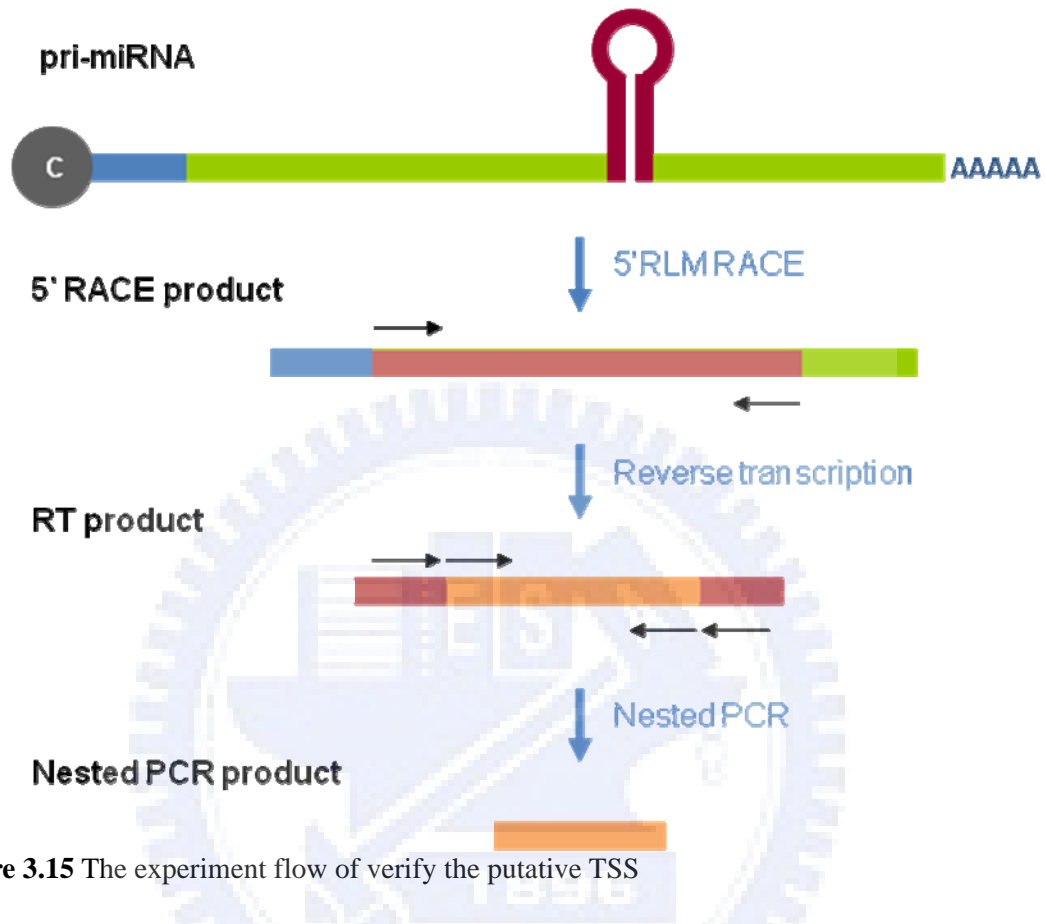 pri-miRNA
C
AAAAA
5'RLM RACE
5' RACE product
Reverse transcription
RT product
Nested PCR
Nested PCR product
re 3.15 The experiment flow of verify the putative TSS
E S
1896